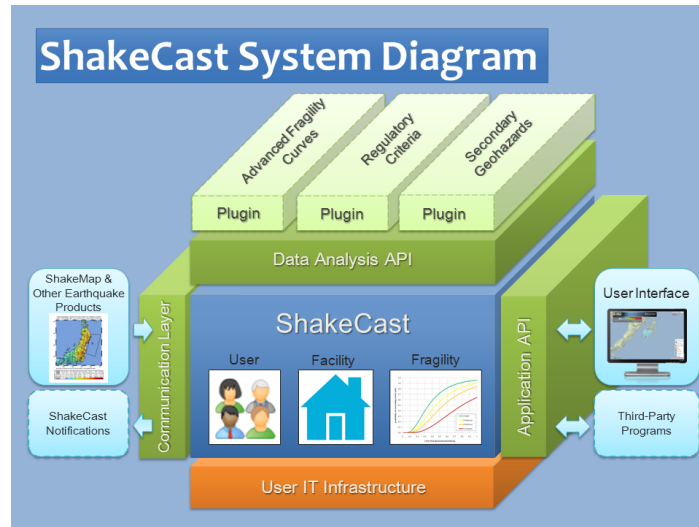 ShakeCast System Diagram
Advanced Fragility
Curves
Regulatory
Criteria
Secondary
Geohazards
Plugin
Plugin
Plugin
Data Analysis API
ShakeMap &
Other Earthquake
Products
ShakeCast
Notifications
Communication Layer
ShakeCast
User
Facility
Fragility
Application API
User Interface
Third-Party
Programs
User IT Infrastructure